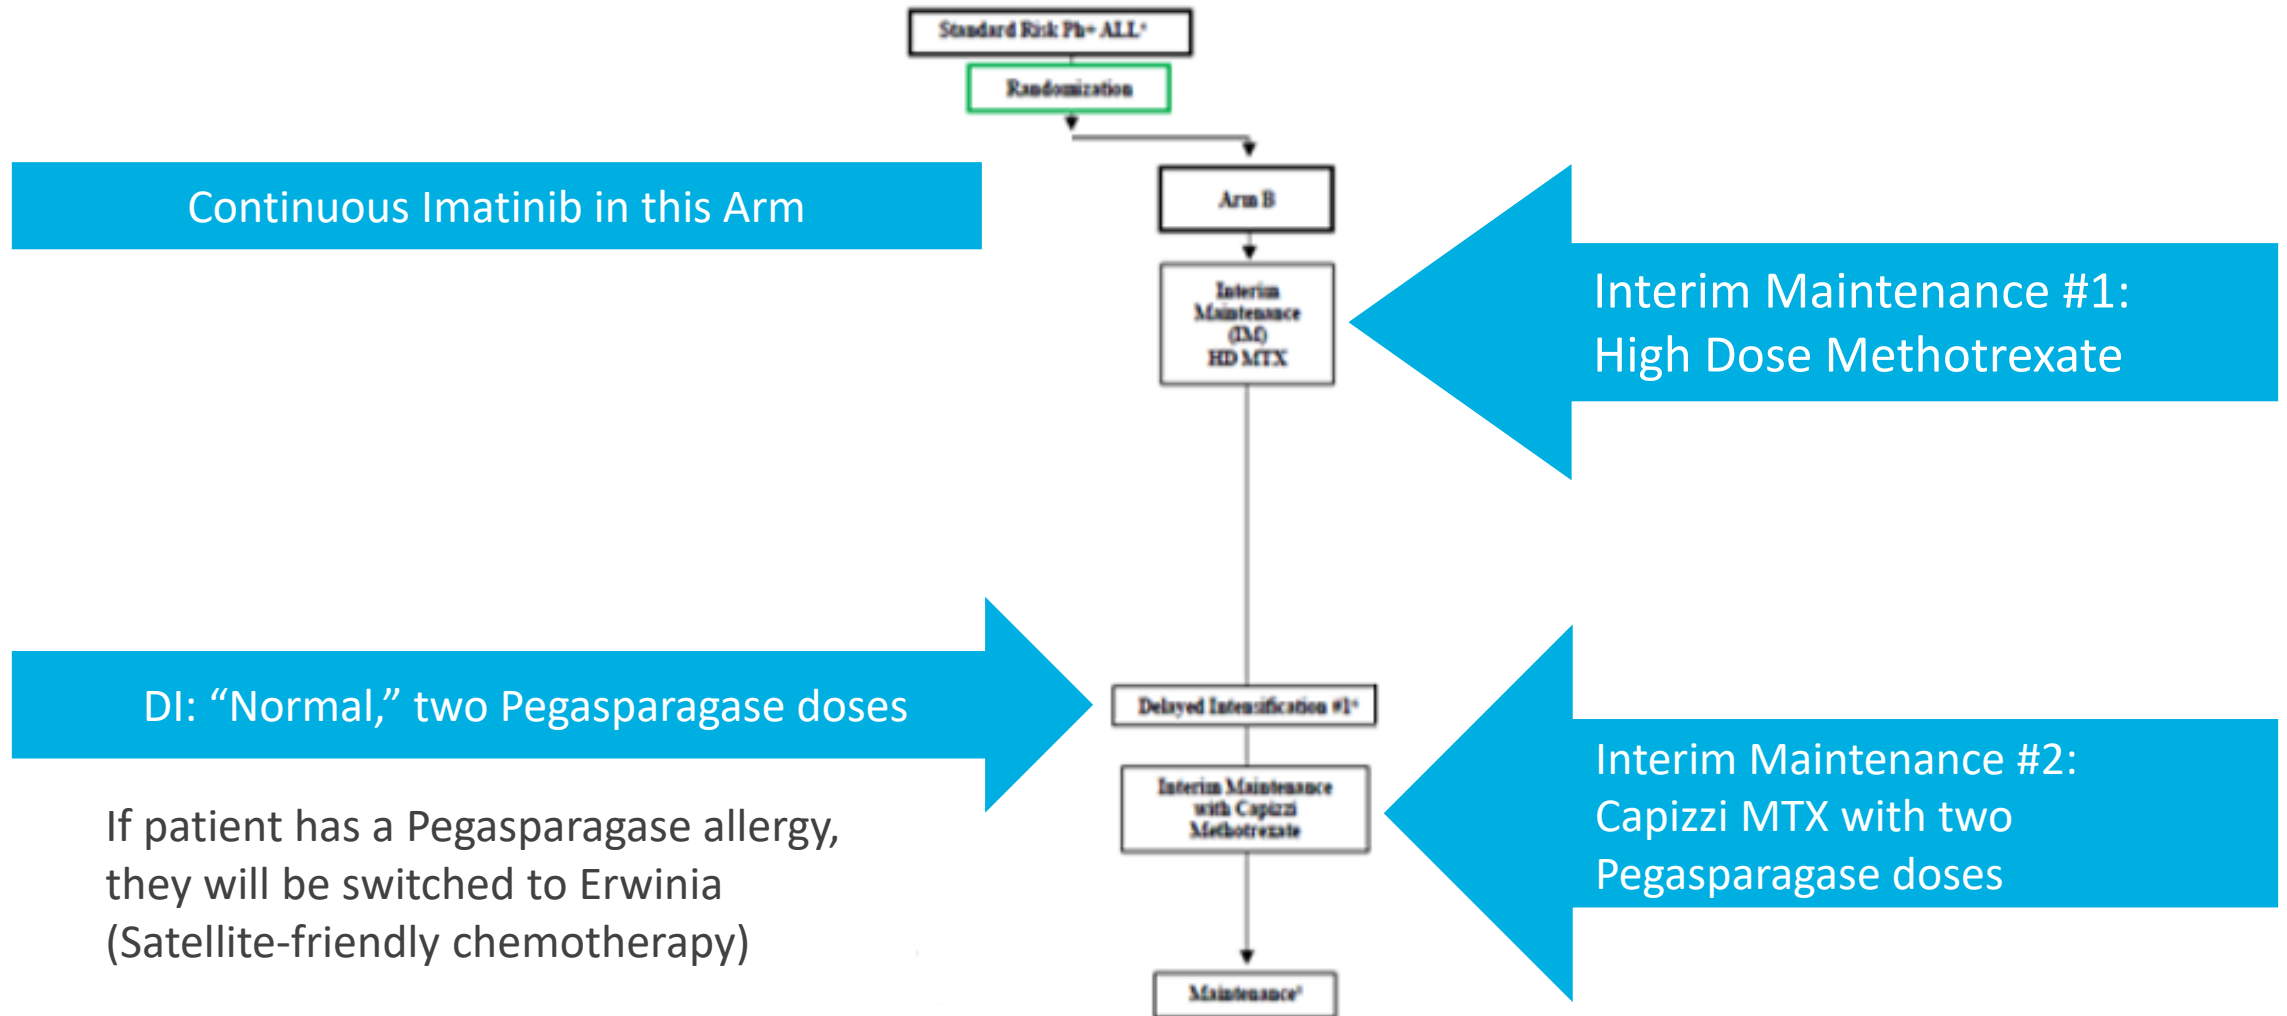 Standard Risk Ph+ ALL
Randomization
Continuous Imatinib in this Arm
Arm B
Interim
Maintenance
(IM)
HD MTX
Interim Maintenance #1:
High Dose Methotrexate
DI: “Normal,” two Pegasparagase doses
Delayed Intensification #1
If patient has a Pegasparagase allergy,
they will be switched to Erwinia
(Satellite-friendly chemotherapy)
Interim Maintenance
with Capizzi
Methotrexate
Interim Maintenance #2:
Capizzi MTX with two
Pegasparagase doses
Maintenance